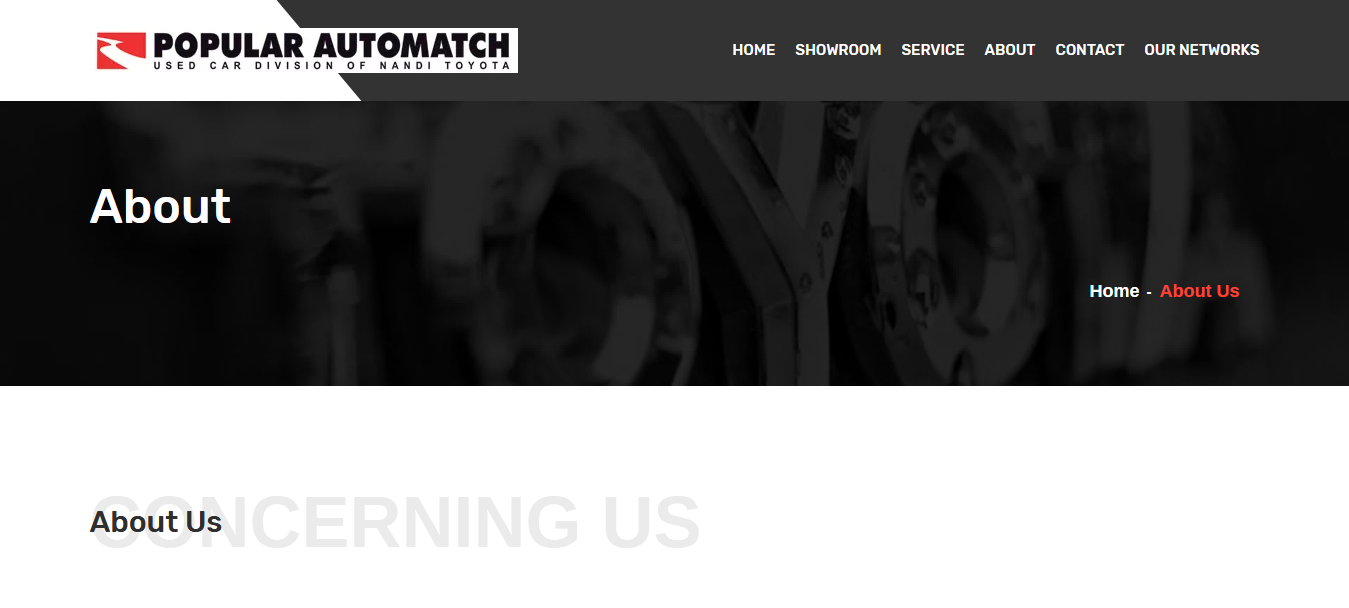 POPULAR AUTOMATCH
USED CAR DIVISION OF NANDI TOYOTA
HOME SHOWROOM SERVICE ABOUT CONTACT OUR NETWORKS
About
Home - About Us
CONCERNING US
About Us